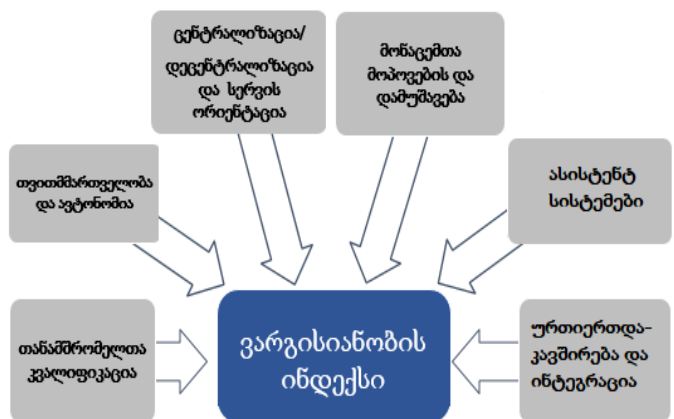 ცენტრალიზაცია/
დეცენტრალიზაცია
და სერვის
ორიენტაცია
მონაცემთა
მოპოვების და
დამუშავება
თვითმმართველობა
და ავტონომია
ასისტენტ
სისტემები
თანამშრომელთა
კვალიფიკაცია
ვარგისიანობის
ინდექსი
ურთიერთდა-
კავშირება და
ინტეგრაცია